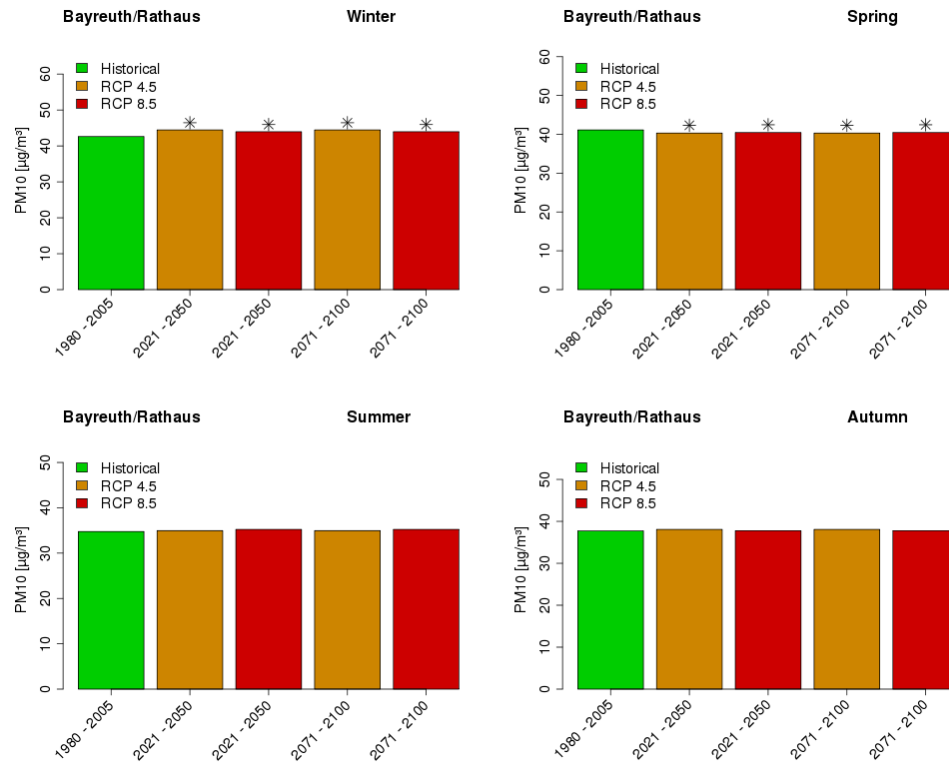 Bayreuth/Rathaus Winter
Historical
RCP 4.5
RCP 8.5
PM10 [µg/m³]
0 10 20 30 40 50 60
* * * *
1980 - 2005 2021 - 2050 2021 - 2050 2071 - 2100 2071 - 2100
Bayreuth/Rathaus Spring
Historical
RCP 4.5
RCP 8.5
PM10 [µg/m³]
0 10 20 30 40 50 60
* * * *
1980 - 2005 2021 - 2050 2021 - 2050 2071 - 2100 2071 - 2100
Bayreuth/Rathaus Summer
Historical
RCP 4.5
RCP 8.5
PM10 [µg/m³]
0 10 20 30 40 50
1980 - 2005 2021 - 2050 2021 - 2050 2071 - 2100 2071 - 2100
Bayreuth/Rathaus Autumn
Historical
RCP 4.5
RCP 8.5
PM10 [µg/m³]
0 10 20 30 40 50
1980 - 2005 2021 - 2050 2021 - 2050 2071 - 2100 2071 - 2100